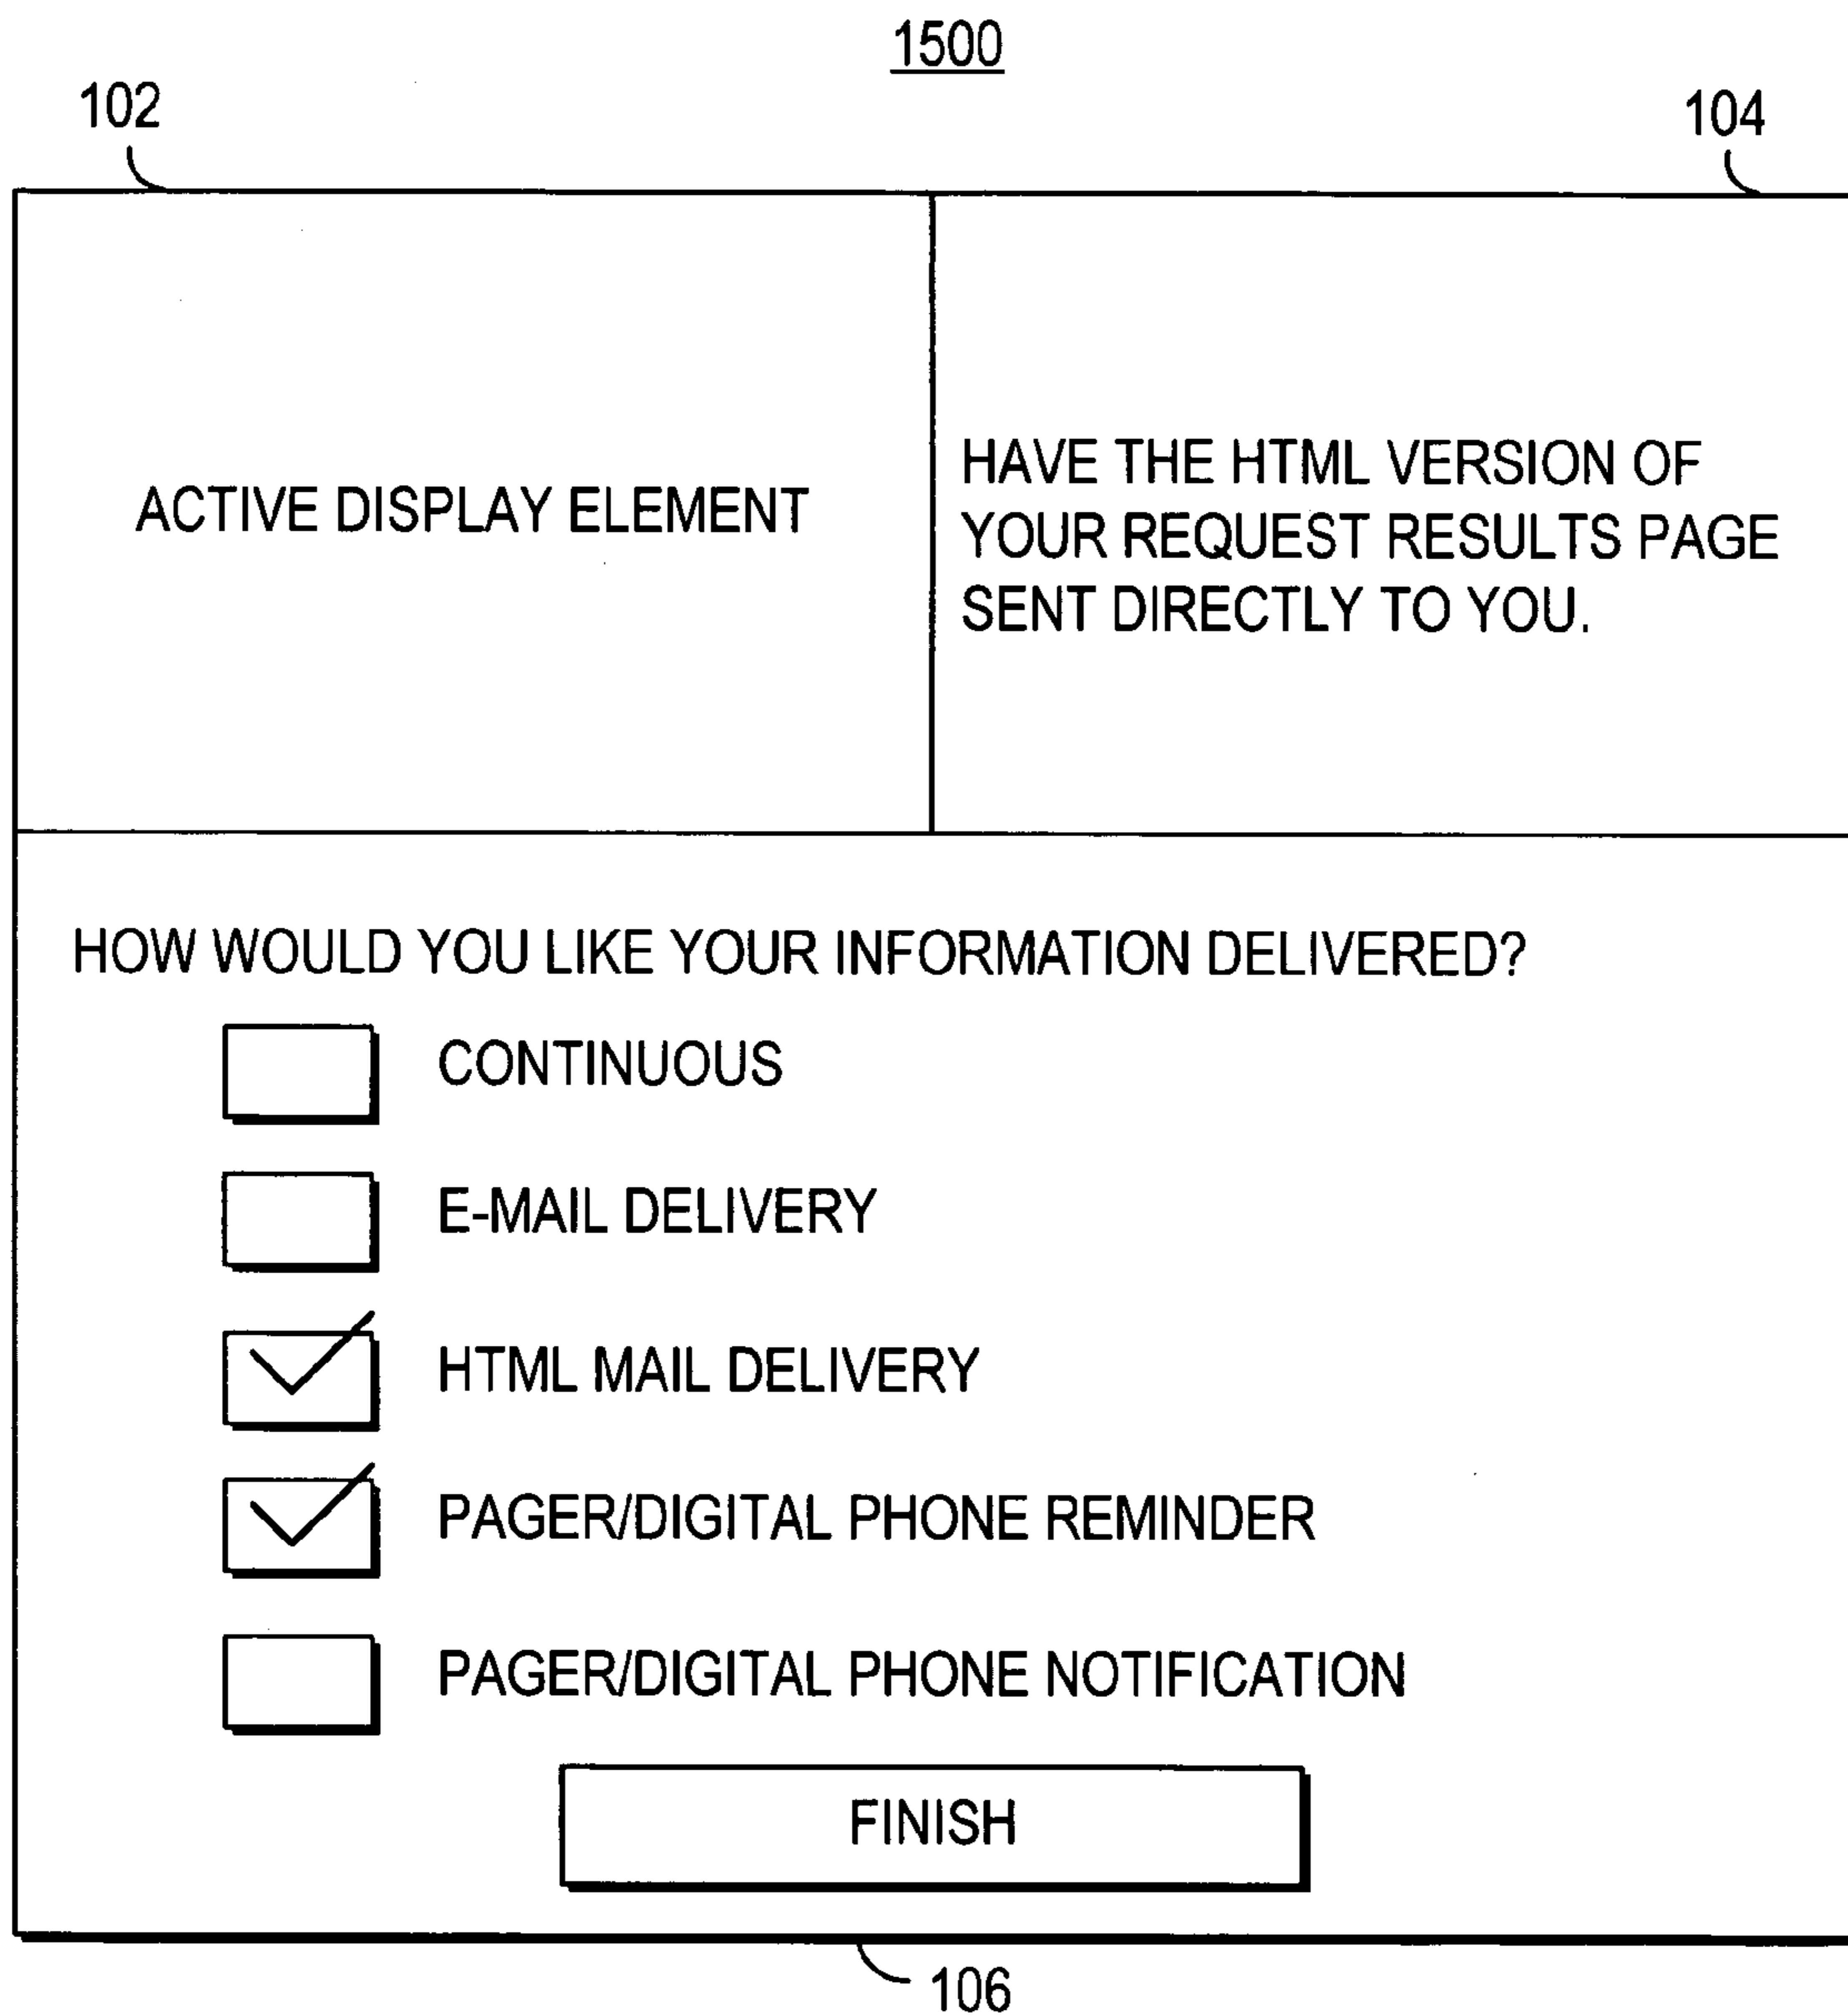 1500
102
104
ACTIVE DISPLAY ELEMENT
HAVE THE HTML VERSION OF
YOUR REQUEST RESULTS PAGE
SENT DIRECTLY TO YOU.
HOW WOULD YOU LIKE YOUR INFORMATION DELIVERED?
CONTINUOUS
E-MAIL DELIVERY
HTML MAIL DELIVERY
PAGER/DIGITAL PHONE REMINDER
PAGER/DIGITAL PHONE NOTIFICATION
FINISH
106